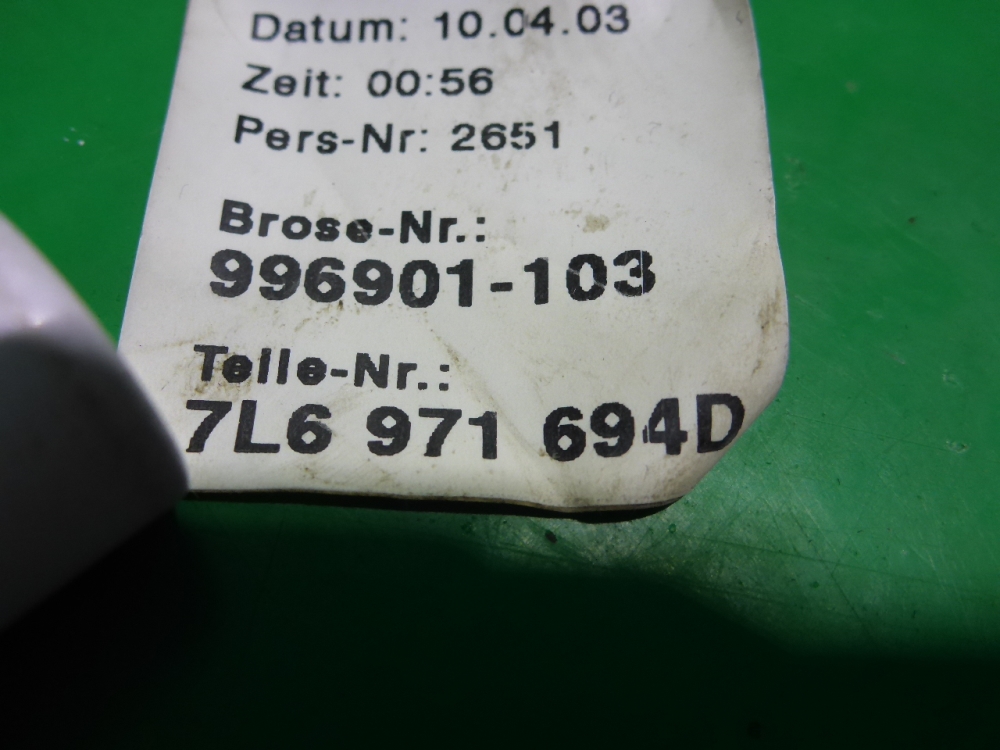 Datum: 10.04.03
Zeit: 00:56
Pers-Nr: 2651
Brose-Nr.:
996901-103
Teile-Nr.:
7L6 971 694D